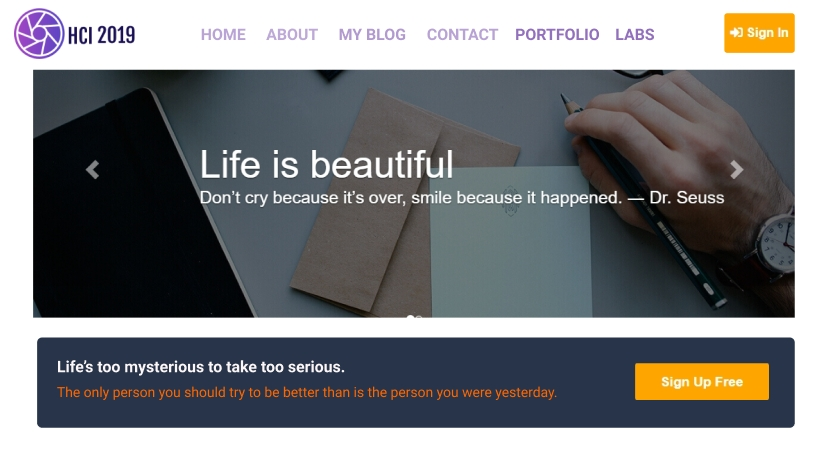 HCI 2019
HOME ABOUT MY BLOG CONTACT PORTFOLIO LABS
Sign In
Life is beautiful
Don't cry because it's over, smile because it happened. — Dr. Seuss
Life's too mysterious to take too serious.
The only person you should try to be better than is the person you were yesterday.
Sign Up Free